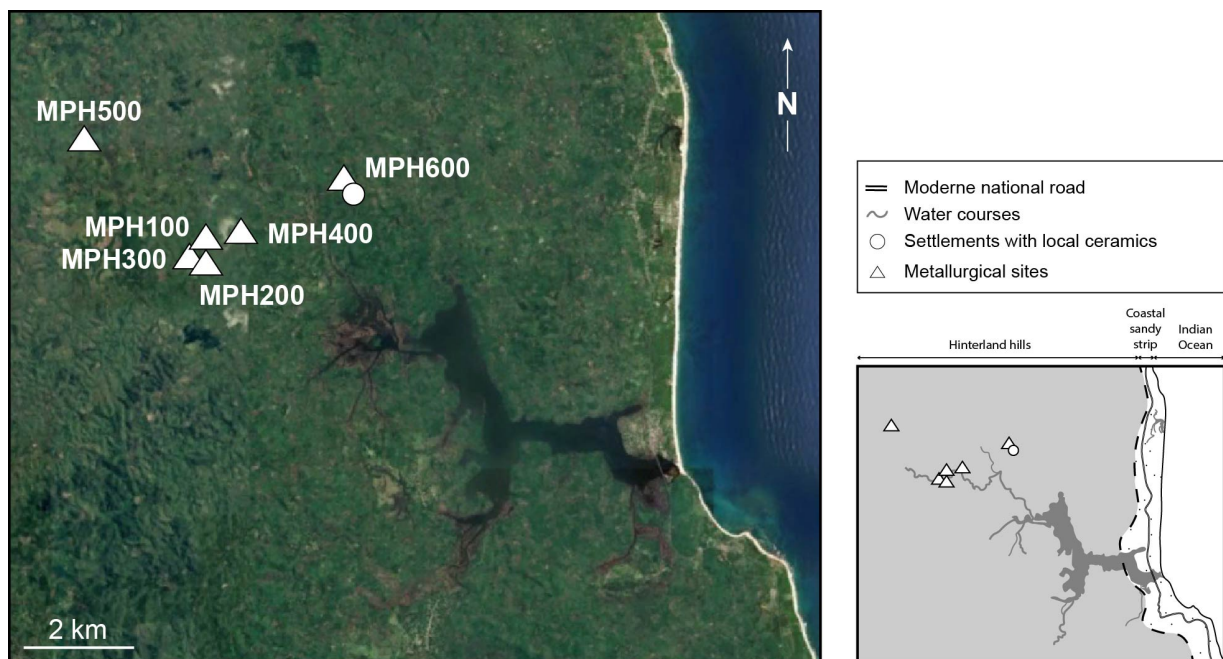 MPH500
MPH600
MPH100
MPH400
MPH300
MPH200
N
2 km
Moderne national road
Water courses
Settlements with local ceramics
Metallurgical sites
Hinterland hills
Coastal
sandy
strip
Indian
Ocean